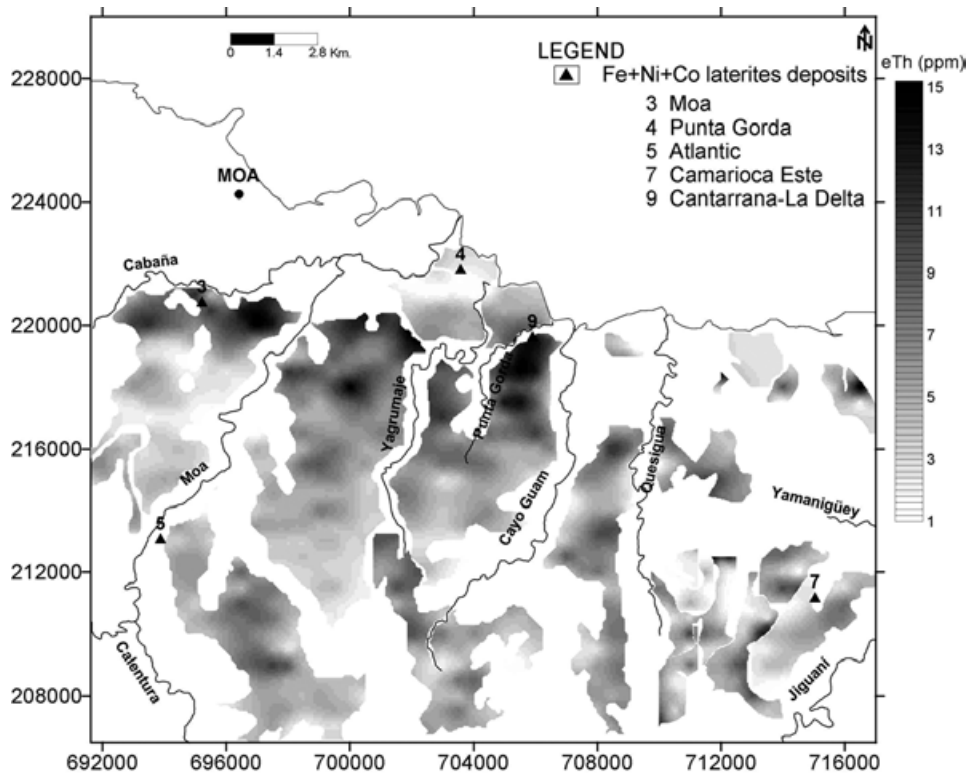 N
0 1.4 2.8 Km.
LEGEND
Fe+Ni+Co laterites deposits
3 Moa
4 Punta Gorda
5 Atlantic
7 Camarioca Este
9 Cantarrana-La Delta
eTh (ppm)
15
13
11
9
7
5
3
1
228000
224000
220000
216000
212000
208000
MOA
Cabaña
3
4
9
Punta Gorda
Yagrumaje
Moa
5
Cayo Guam
Quesigua
Yamanigüey
7
Calentura
Jiguaní
692000 696000 700000 704000 708000 712000 716000